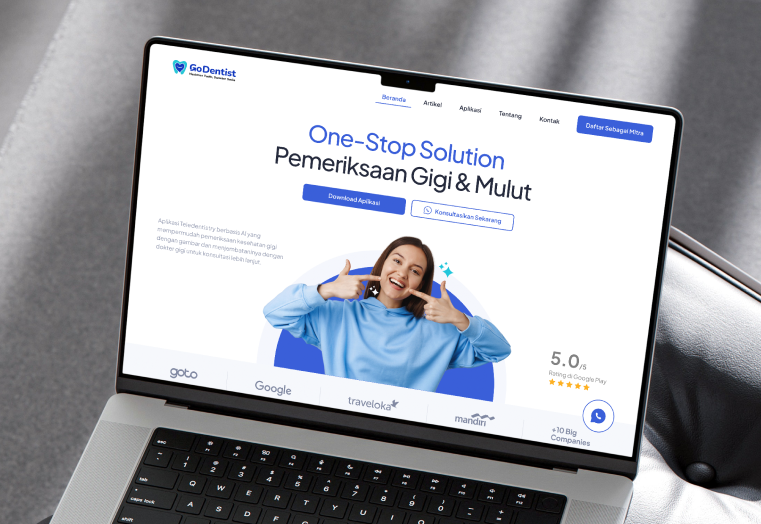 GoDentist
Beranda
Artikel
Aplikasi
Tentang
Kontak
Daftar Sebagai Mitra
One-Stop Solution
Pemeriksaan Gigi & Mulut
Download Aplikasi
Konsultasikan Sekarang
Aplikasi Teledentistry berbasis AI yang
mempermudah pemeriksaan kesehatan gigi
dengan gambar dan menjembataninya dengan
dokter gigi untuk konsultasi lebih lanjut.
5.0/5
Rating di Google Play
goto
Google
traveloka
mandiri
+10 Big
Companies
esc
tab
caps lock
shift
Q
W
E
R
T
Y
U
I
O
P
A
S
D
F
G